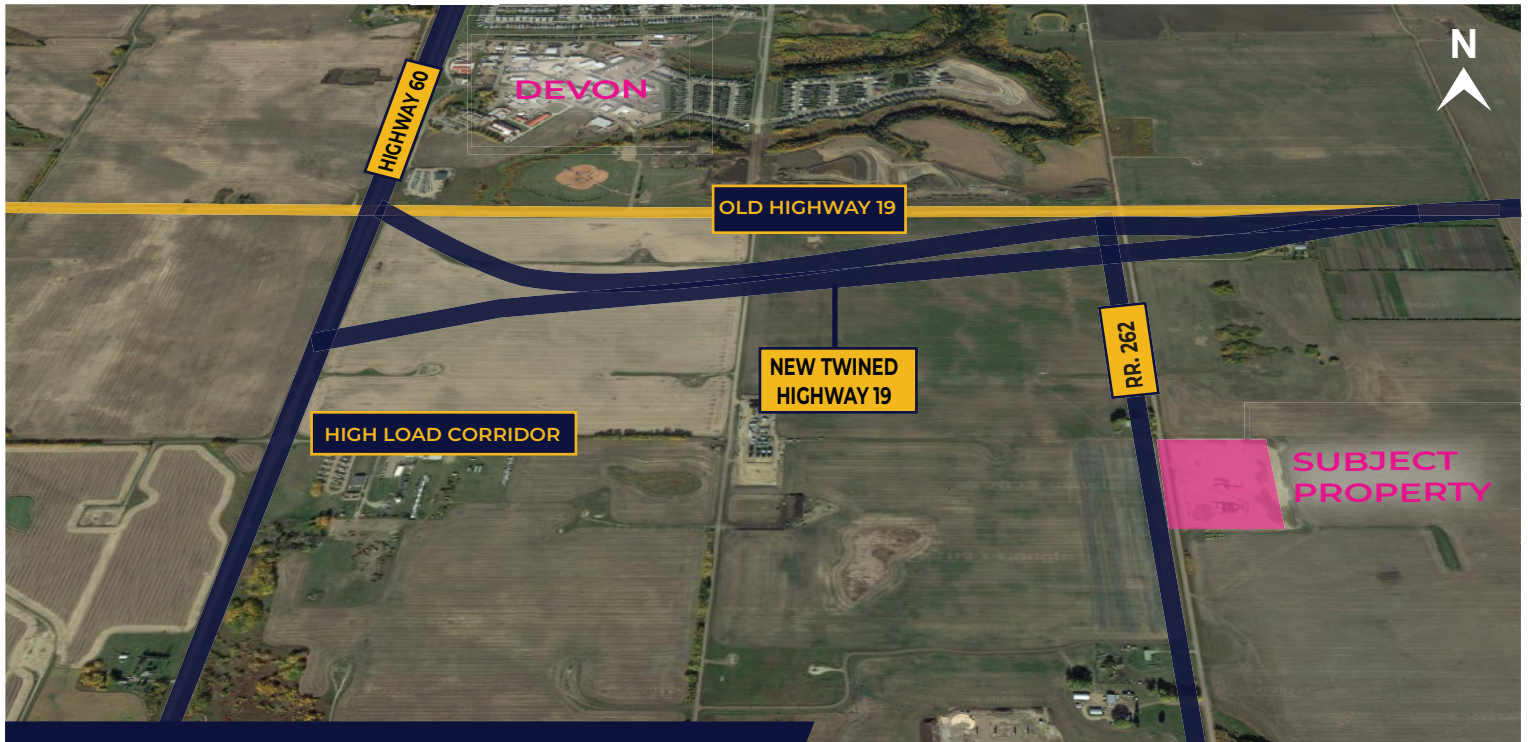 N
DEVON
HIGHWAY 60
OLD HIGHWAY 19
NEW TWINED
HIGHWAY 19
RR. 262
HIGH LOAD CORRIDOR
SUBJECT
PROPERTY